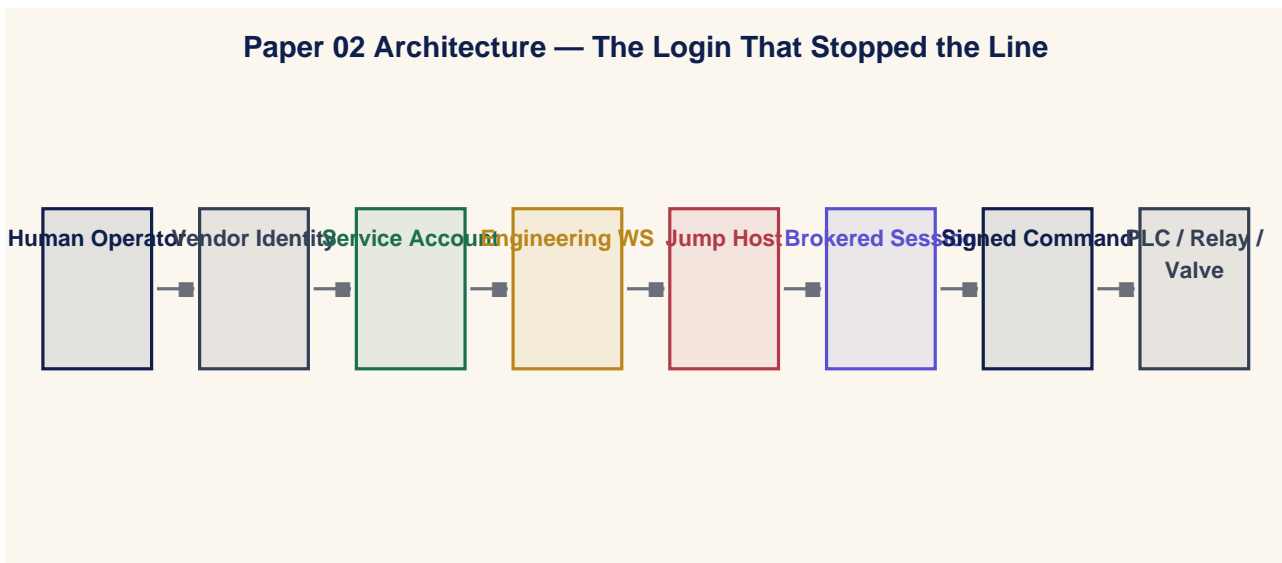 Paper 02 Architecture — The Login That Stopped the Line
Human Operator
Vendor Identity
Service Account
Engineering WS
Jump Host
Brokered Session
Signed Command
PLC / Relay /
Valve